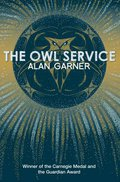 THE OWL SERVICE
ALAN GARNER
Winner of the Carnegie Medal and
the Guardian Award